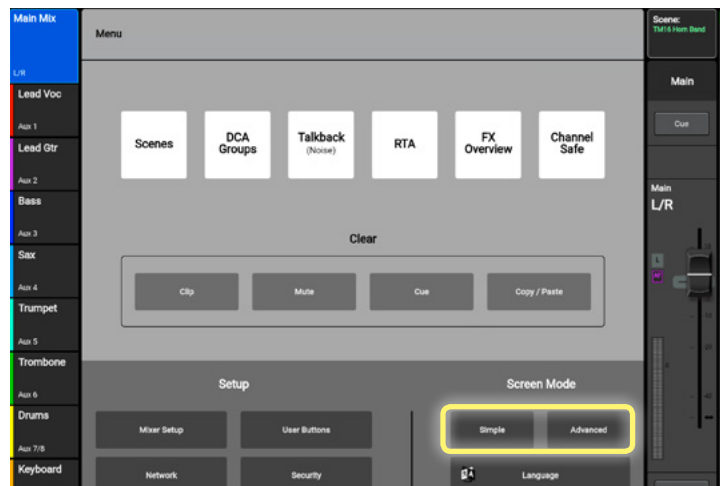 Main Mix
L/R
Lead Voc
Aux 1
Lead Gtr
Aux 2
Bass
Aux 3
Sax
Aux 4
Trumpet
Aux 5
Trombone
Aux 6
Drums
Aux 7/8
Keyboard
Menu
Scenes
DCA
Groups
Talkback
(Noise)
RTA
FX
Overview
Channel
Safe
Clear
Clip
Mute
Cue
Copy / Paste
Setup
Mixer Setup
User Buttons
Network
Security
Screen Mode
Simple
Advanced
Language
Scene:
TM16 Horn Band
Main
Cue
Main
L/R
L
10
20
40